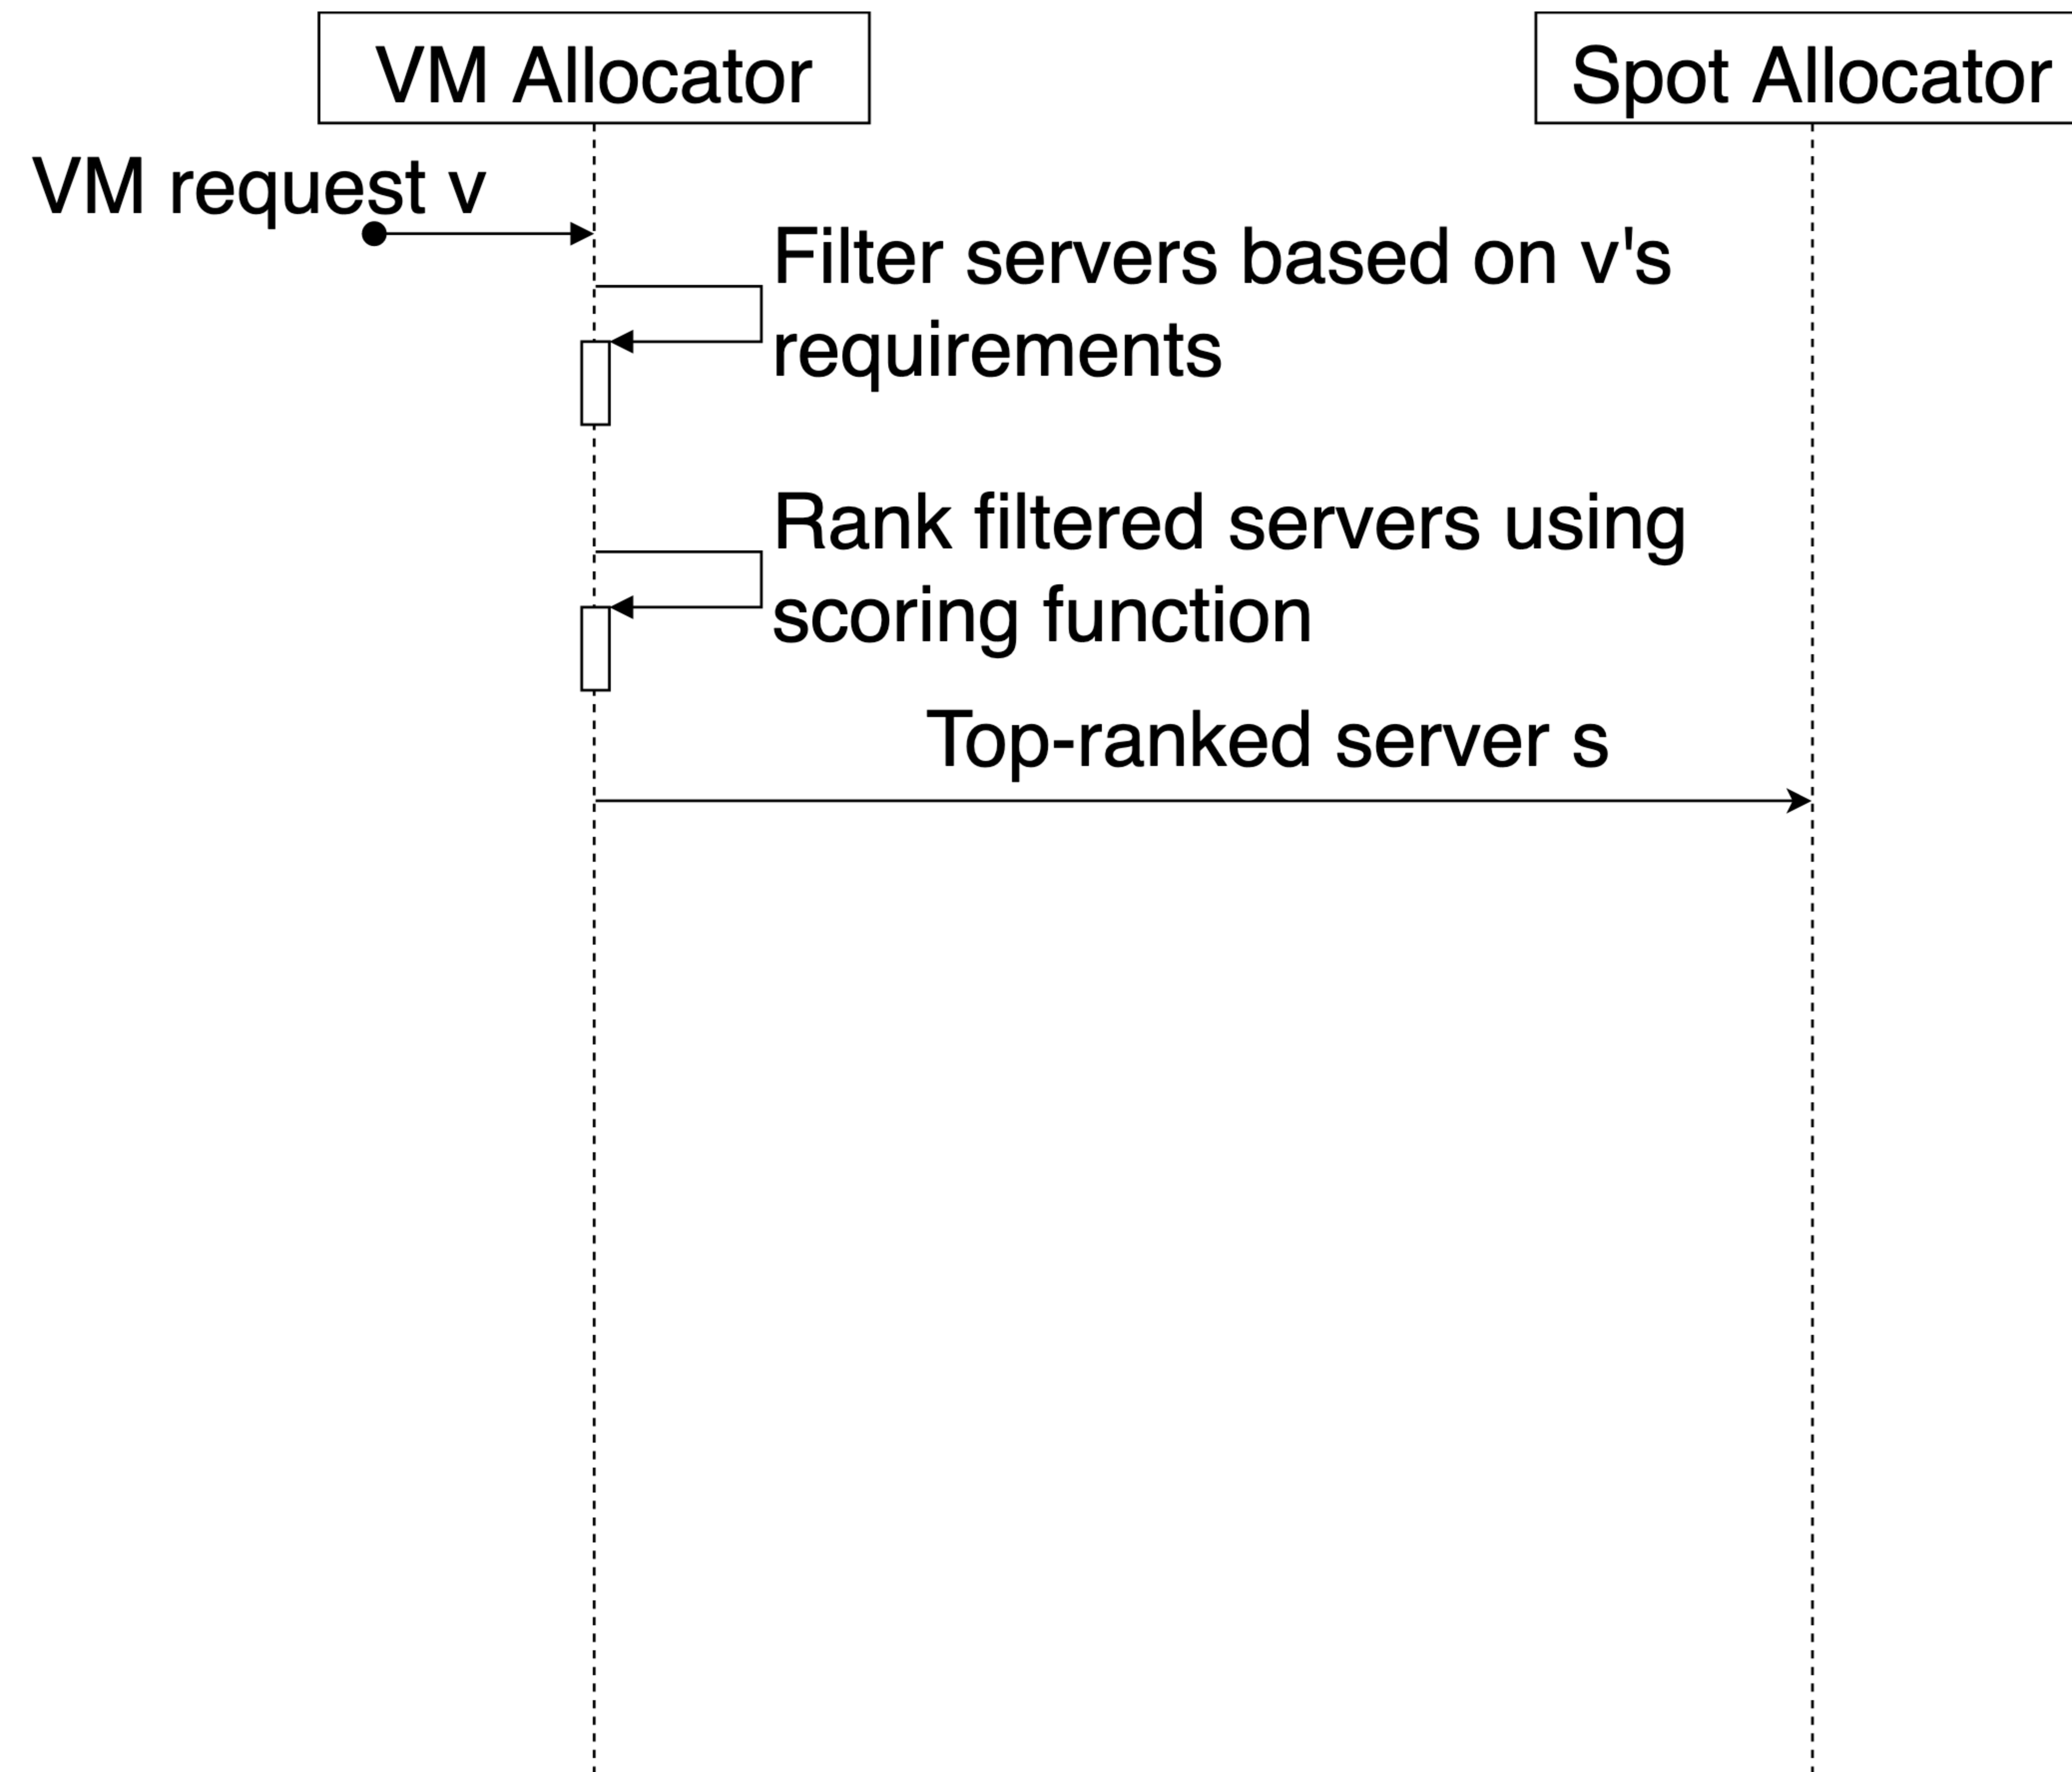 VM Allocator
Spot Allocator
VM request v
Filter servers based on v's
requirements
Rank filtered servers using
scoring function
Top-ranked server s